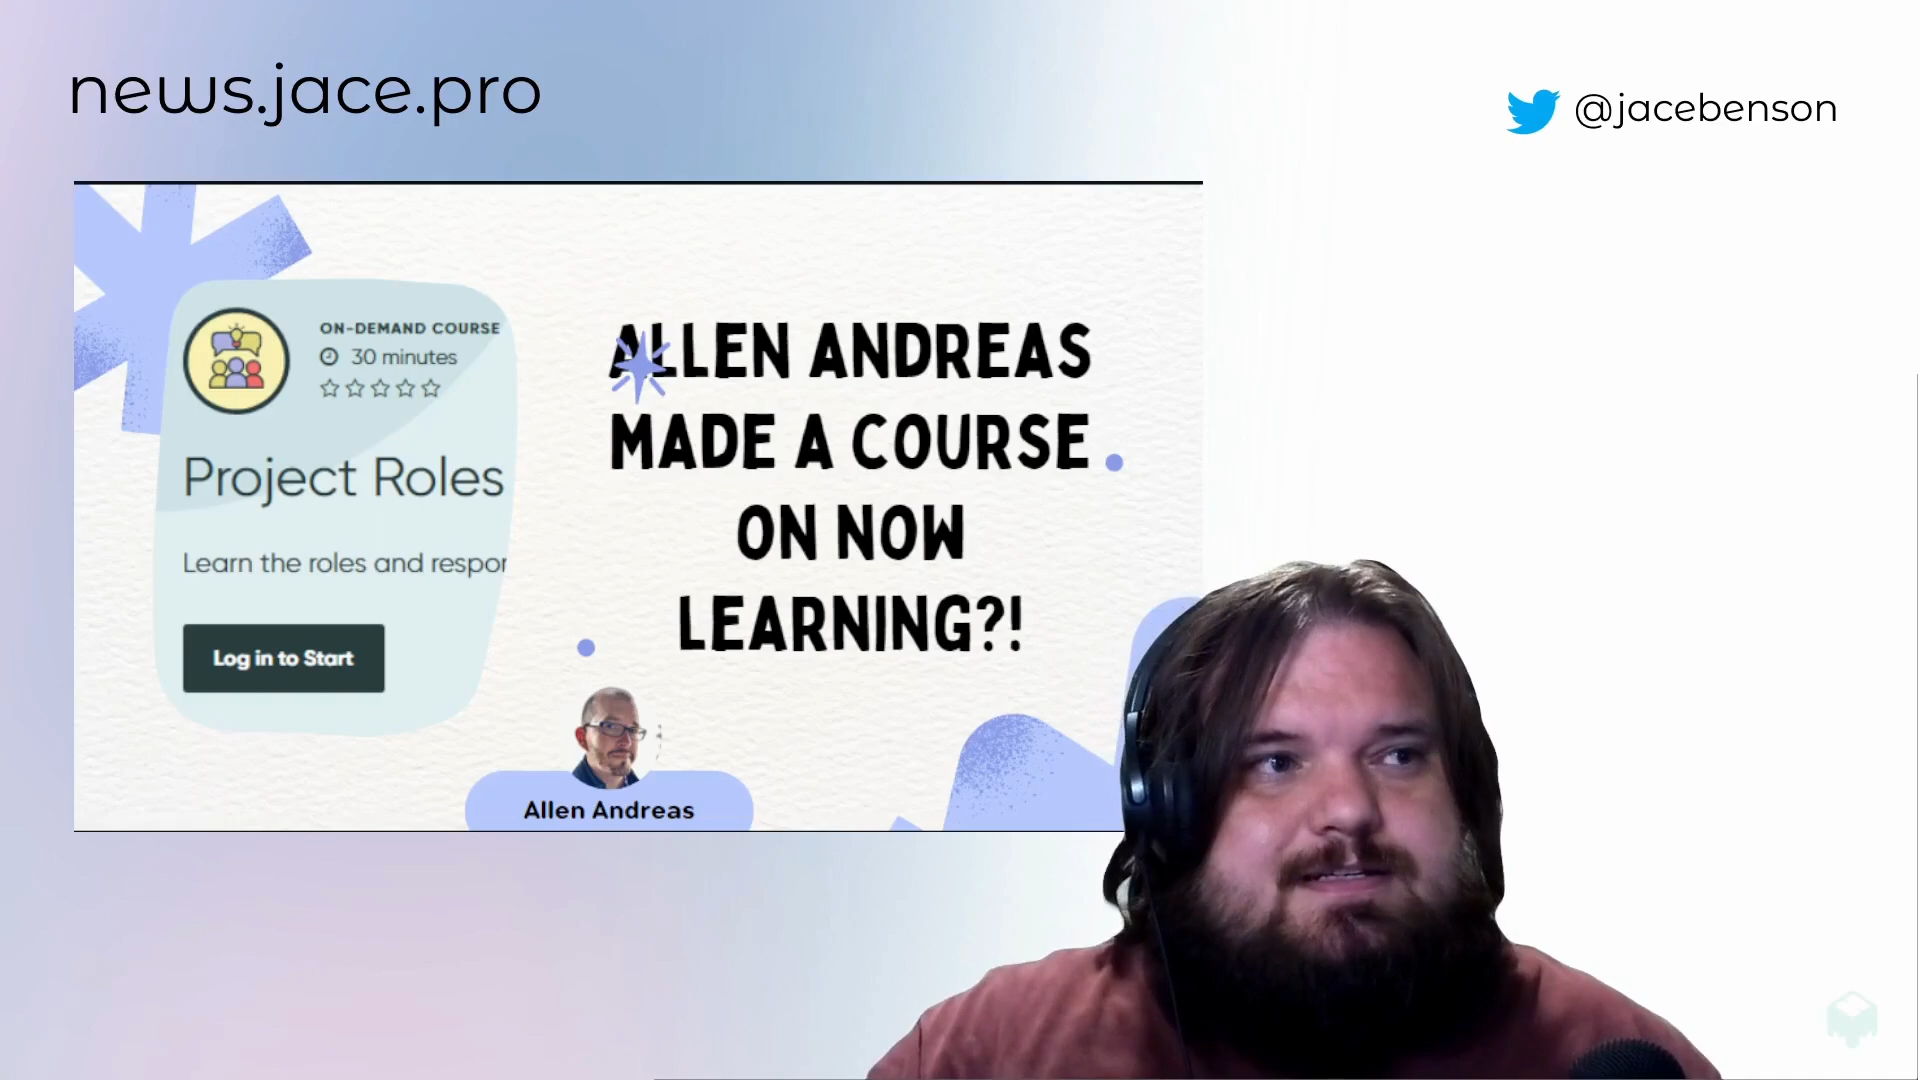 news.jace.pro
@jacebenson
ON-DEMAND COURSE
30 minutes
Project Roles
Learn the roles and respor
Log in to Start
ALLEN ANDREAS
MADE A COURSE
ON NOW
LEARNING?!
Allen Andreas